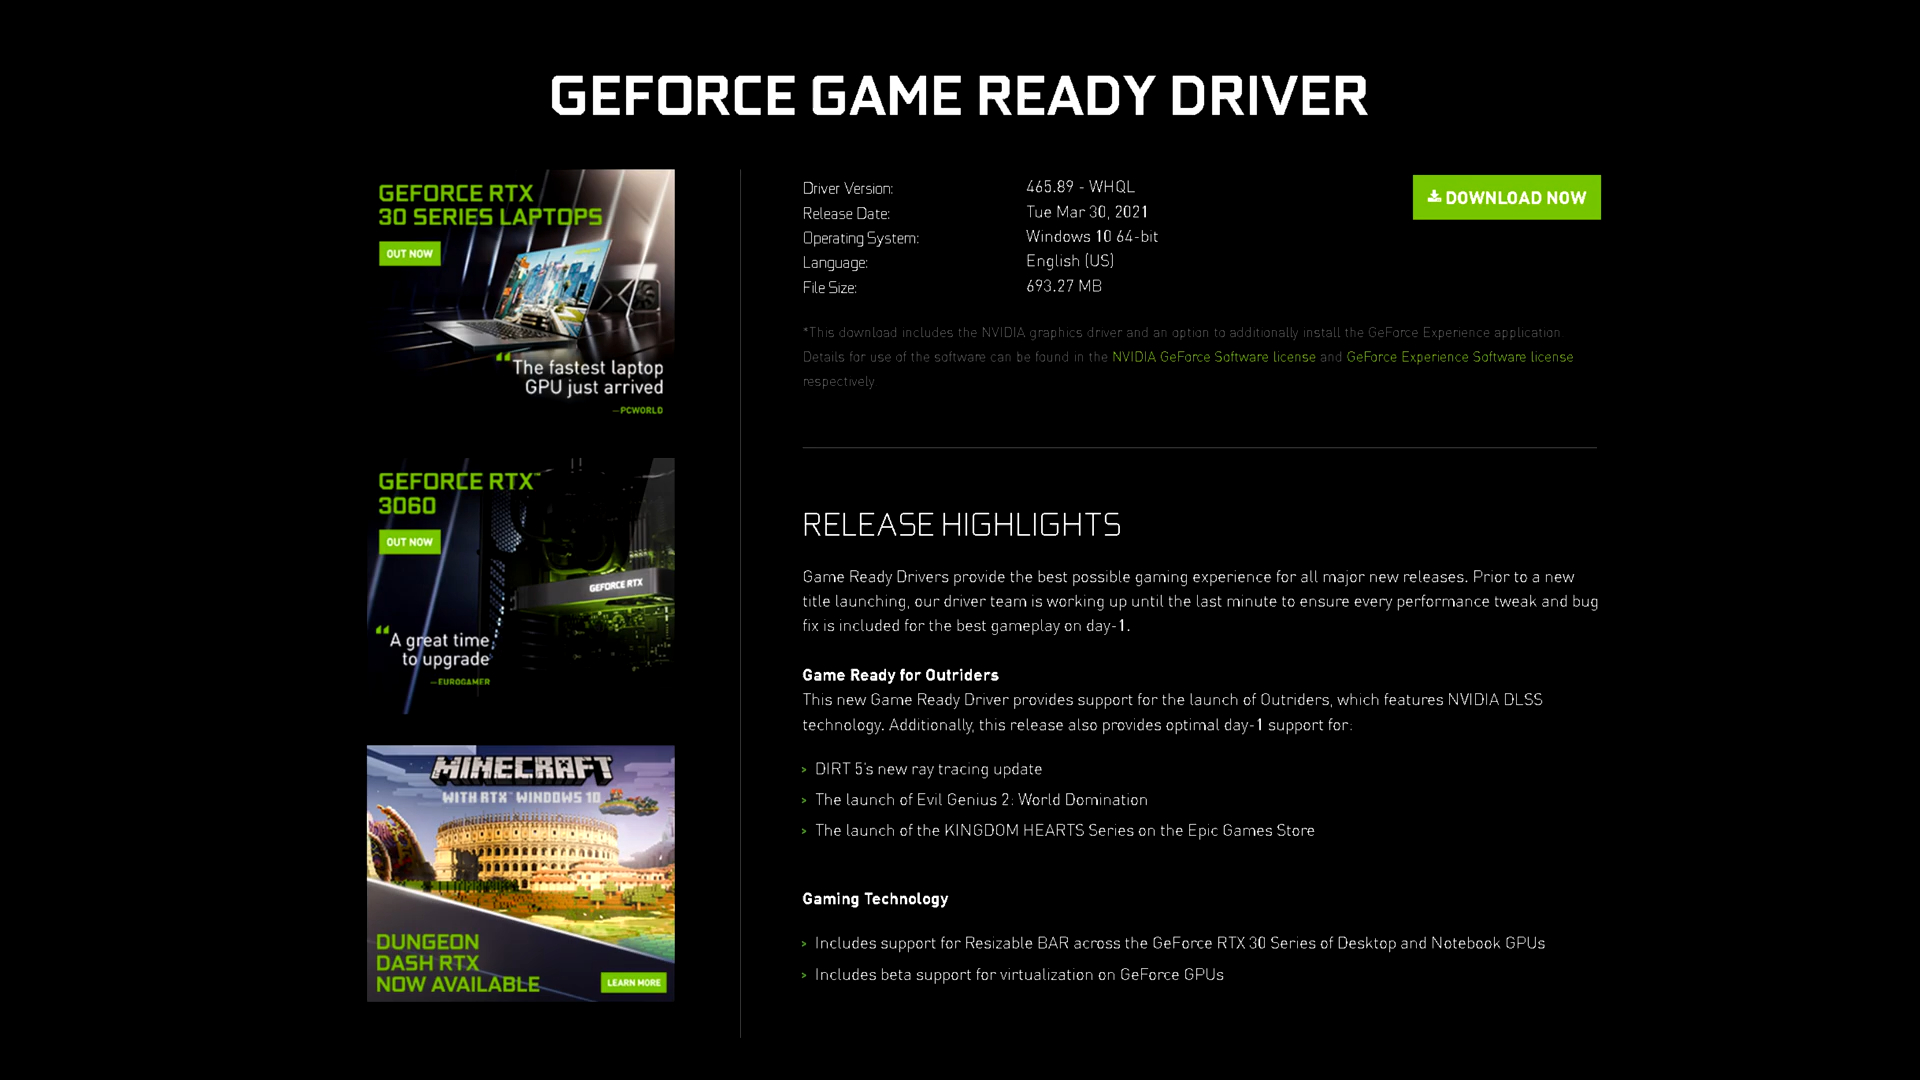 GEFORCE GAME READY DRIVER
GEFORCE RTX
30 SERIES LAPTOPS
OUT NOW
“The fastest laptop
GPU just arrived
—PCWORLD
GEFORCE RTX™
3060
OUT NOW
GEFORCE RTX
“A great time
to upgrade
—EUROGAMER
MINECRAFT
WITH RTX™ WINDOWS 10
DUNGEON
DASH RTX
NOW AVAILABLE
LEARN MORE
Driver Version: 465.89 - WHQL
Release Date: Tue Mar 30, 2021
Operating System: Windows 10 64-bit
Language: English (US)
File Size: 693.27 MB
DOWNLOAD NOW
*This download includes the NVIDIA graphics driver and an option to additionally install the GeForce Experience application.
Details for use of the software can be found in the NVIDIA GeForce Software license and GeForce Experience Software license
respectively
RELEASE HIGHLIGHTS
Game Ready Drivers provide the best possible gaming experience for all major new releases. Prior to a new
title launching, our driver team is working up until the last minute to ensure every performance tweak and bug
fix is included for the best gameplay on day-1.
Game Ready for Outriders
This new Game Ready Driver provides support for the launch of Outriders, which features NVIDIA DLSS
technology. Additionally, this release also provides optimal day-1 support for:
> DIRT 5's new ray tracing update
> The launch of Evil Genius 2: World Domination
> The launch of the KINGDOM HEARTS Series on the Epic Games Store
Gaming Technology
> Includes support for Resizable BAR across the GeForce RTX 30 Series of Desktop and Notebook GPUs
> Includes beta support for virtualization on GeForce GPUs